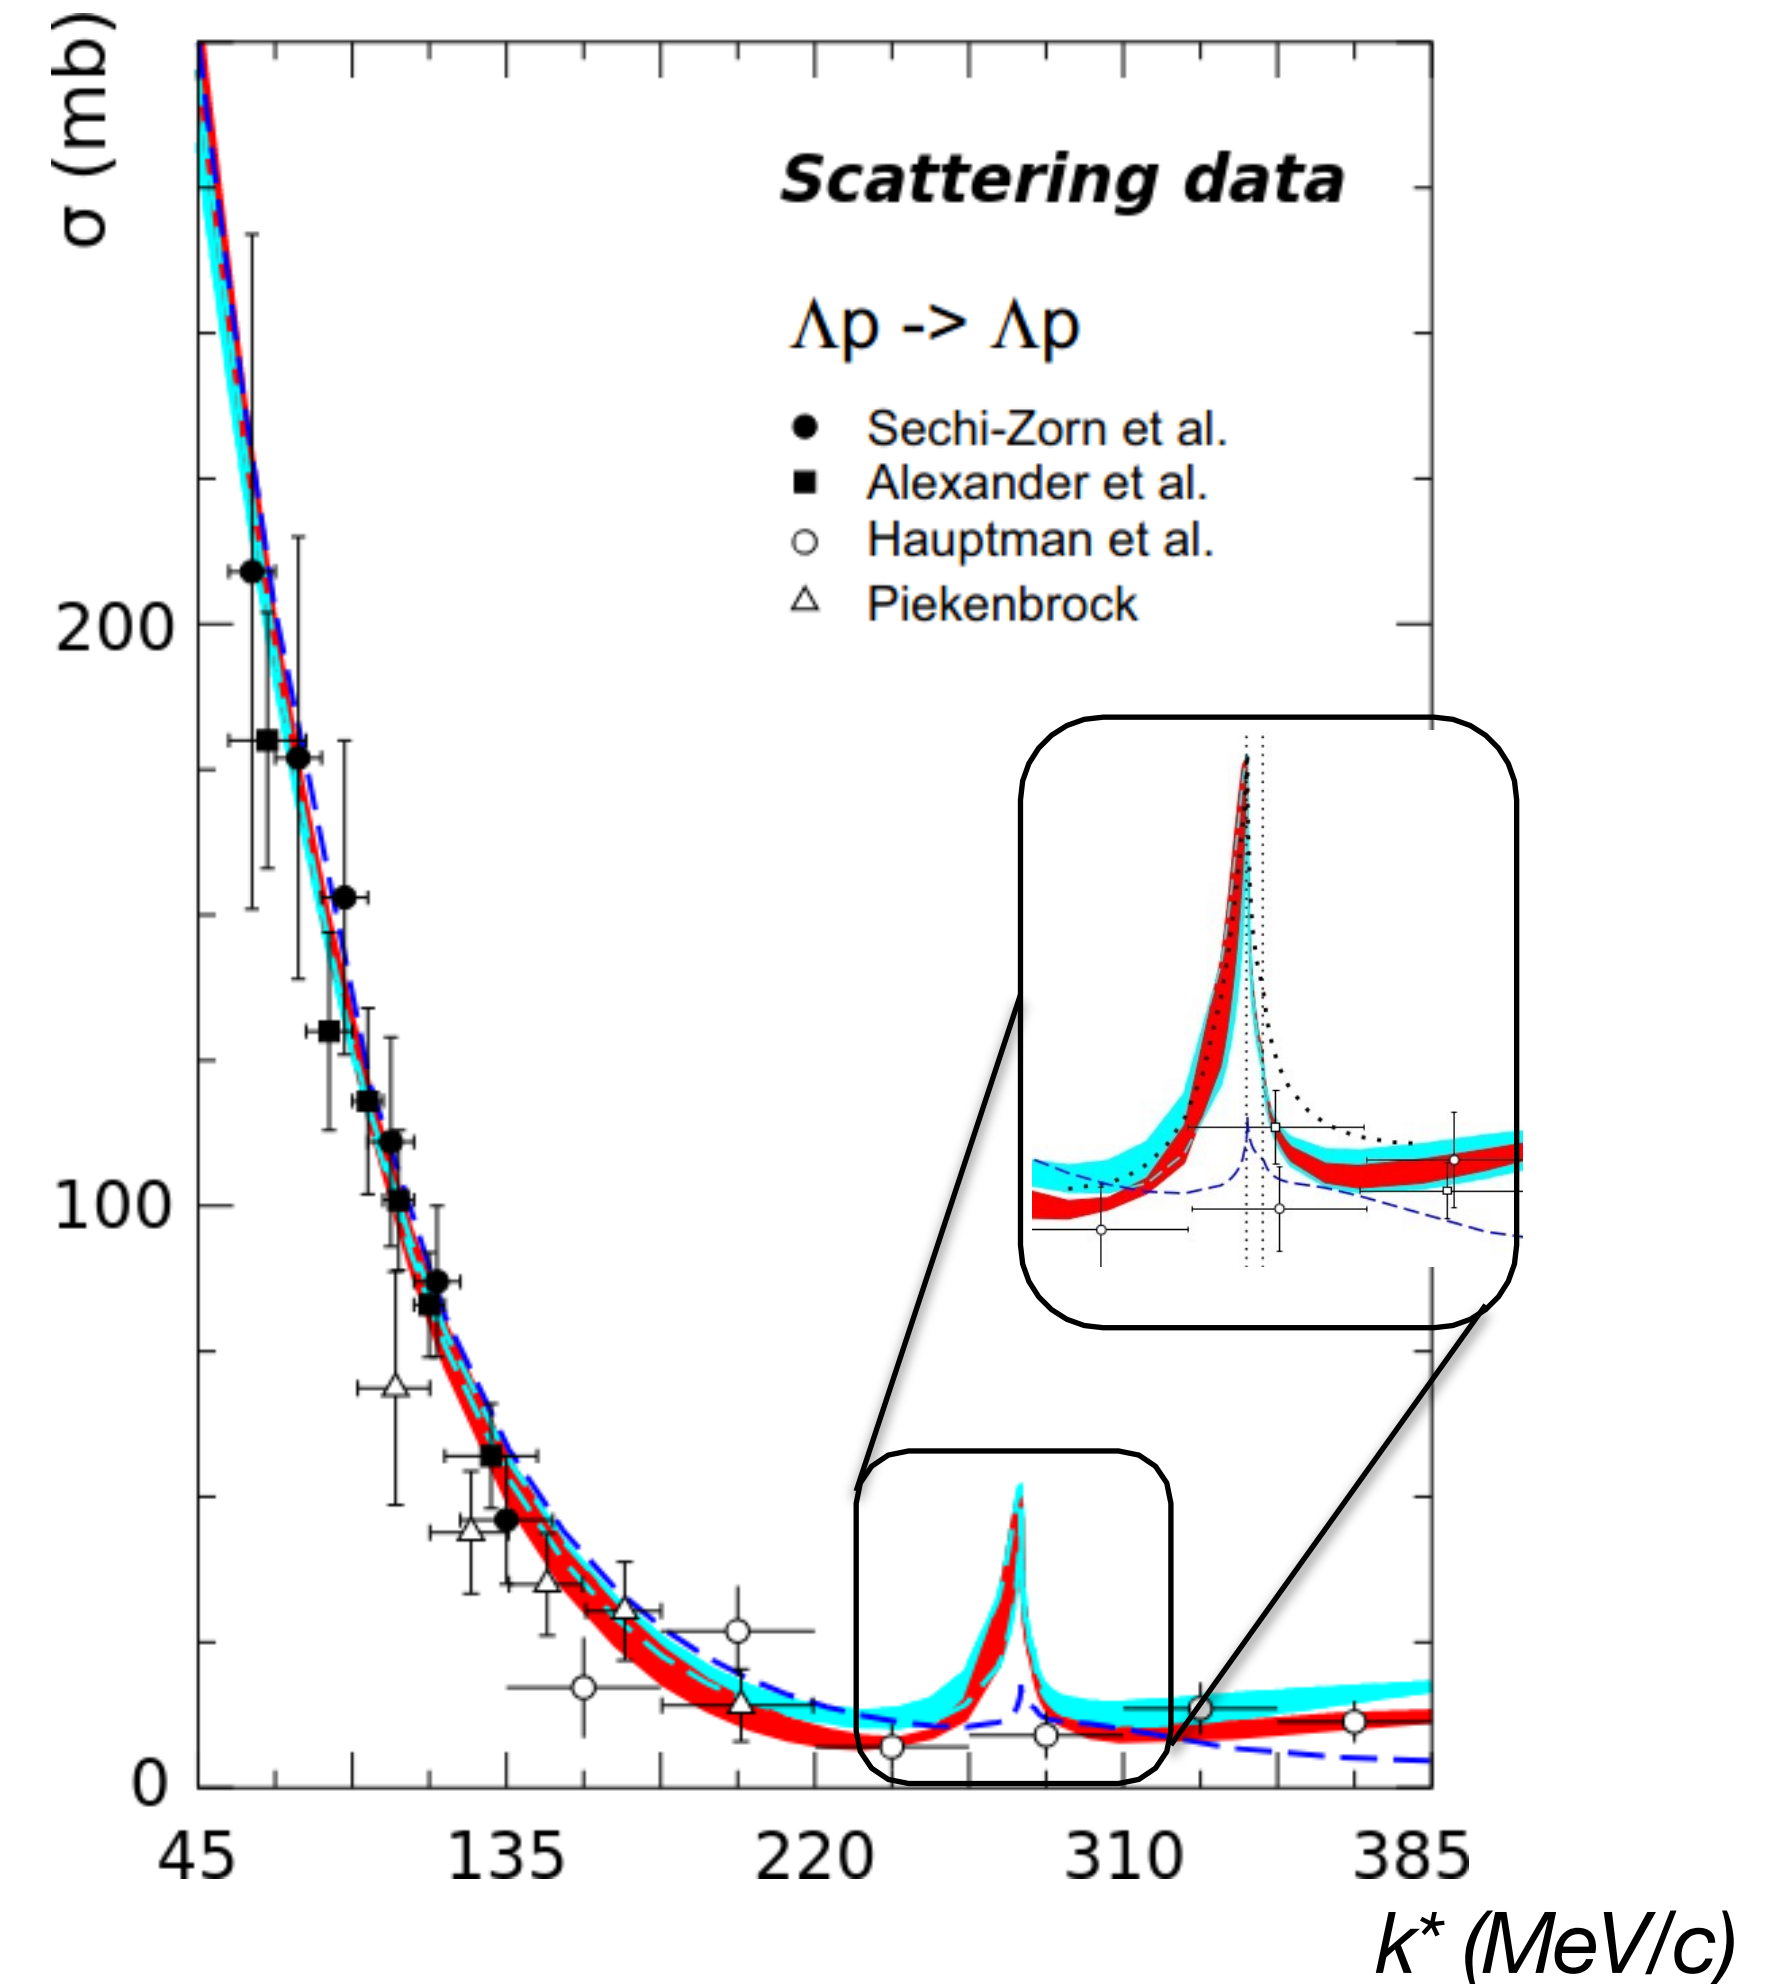 σ (mb)
Scattering data
Λp -> Λp
Sechi-Zorn et al.
Alexander et al.
Hauptman et al.
Piekenbrock
200
100
0
45 135 220 310 385
k* (MeV/c)